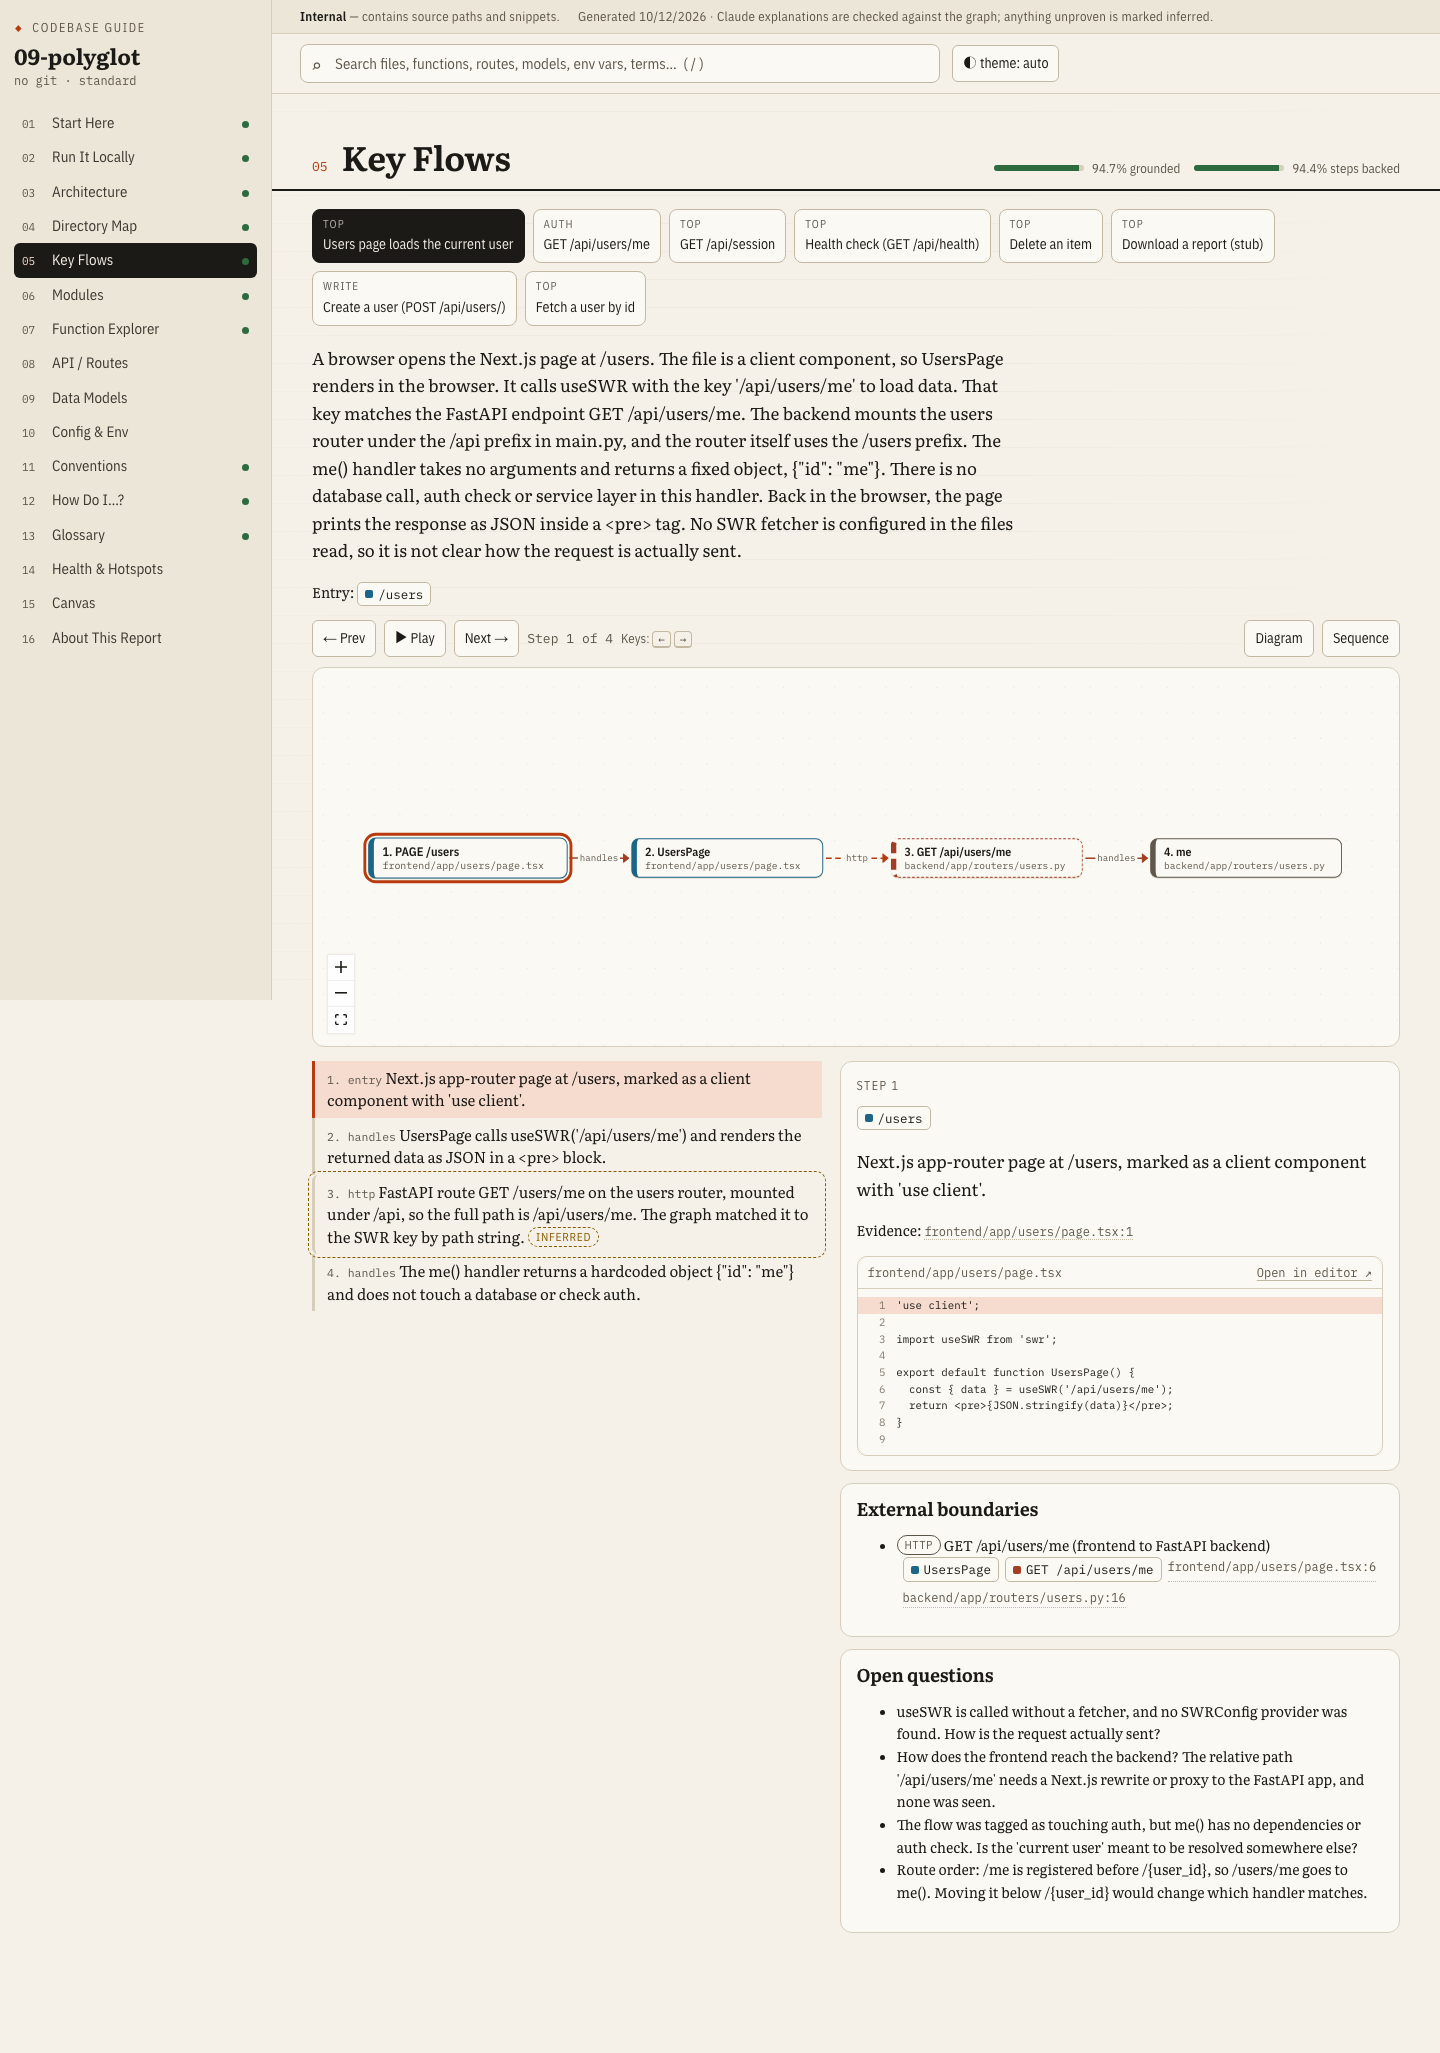 ◆ CODEBASE GUIDE
09-polyglot
no git · standard
01 Start Here
02 Run It Locally
03 Architecture
04 Directory Map
05 Key Flows
06 Modules
07 Function Explorer
08 API / Routes
09 Data Models
10 Config & Env
11 Conventions
12 How Do I…?
13 Glossary
14 Health & Hotspots
15 Canvas
16 About This Report
Internal — contains source paths and snippets. Generated 10/12/2026 · Claude explanations are checked against the graph; anything unproven is marked inferred.
Search files, functions, routes, models, env vars, terms… (/)
theme: auto
05 Key Flows
94.7% grounded 94.4% steps backed
TOP
Users page loads the current user
AUTH
GET /api/users/me
TOP
GET /api/session
TOP
Health check (GET /api/health)
TOP
Delete an item
TOP
Download a report (stub)
WRITE
Create a user (POST /api/users/)
TOP
Fetch a user by id
A browser opens the Next.js page at /users. The file is a client component, so UsersPage
renders in the browser. It calls useSWR with the key '/api/users/me' to load data. That
key matches the FastAPI endpoint GET /api/users/me. The backend mounts the users
router under the /api prefix in main.py, and the router itself uses the /users prefix. The
me() handler takes no arguments and returns a fixed object, {"id": "me"}. There is no
database call, auth check or service layer in this handler. Back in the browser, the page
prints the response as JSON inside a <pre> tag. No SWR fetcher is configured in the files
read, so it is not clear how the request is actually sent.
Entry: /users
← Prev ▶ Play Next → Step 1 of 4 Keys: ← → Diagram Sequence
1. PAGE /users
frontend/app/users/page.tsx
handles
2. UsersPage
frontend/app/users/page.tsx
http
3. GET /api/users/me
backend/app/routers/users.py
handles
4. me
backend/app/routers/users.py
1. entry Next.js app-router page at /users, marked as a client
component with 'use client'.
2. handles UsersPage calls useSWR('/api/users/me') and renders the
returned data as JSON in a <pre> block.
3. http FastAPI route GET /users/me on the users router, mounted
under /api, so the full path is /api/users/me. The graph matched it to
the SWR key by path string. INFERRED
4. handles The me() handler returns a hardcoded object {"id": "me"}
and does not touch a database or check auth.
STEP 1
/users
Next.js app-router page at /users, marked as a client component
with 'use client'.
Evidence: frontend/app/users/page.tsx:1
frontend/app/users/page.tsx Open in editor ↗
1 'use client';
2
3 import useSWR from 'swr';
4
5 export default function UsersPage() {
6 const { data } = useSWR('/api/users/me');
7 return <pre>{JSON.stringify(data)}</pre>;
8 }
9
External boundaries
• HTTP GET /api/users/me (frontend to FastAPI backend)
UsersPage GET /api/users/me frontend/app/users/page.tsx:6
backend/app/routers/users.py:16
Open questions
• useSWR is called without a fetcher, and no SWRConfig provider was
found. How is the request actually sent?
• How does the frontend reach the backend? The relative path
'/api/users/me' needs a Next.js rewrite or proxy to the FastAPI app, and
none was seen.
• The flow was tagged as touching auth, but me() has no dependencies or
auth check. Is the 'current user' meant to be resolved somewhere else?
• Route order: /me is registered before /{user_id}, so /users/me goes to
me(). Moving it below /{user_id} would change which handler matches.